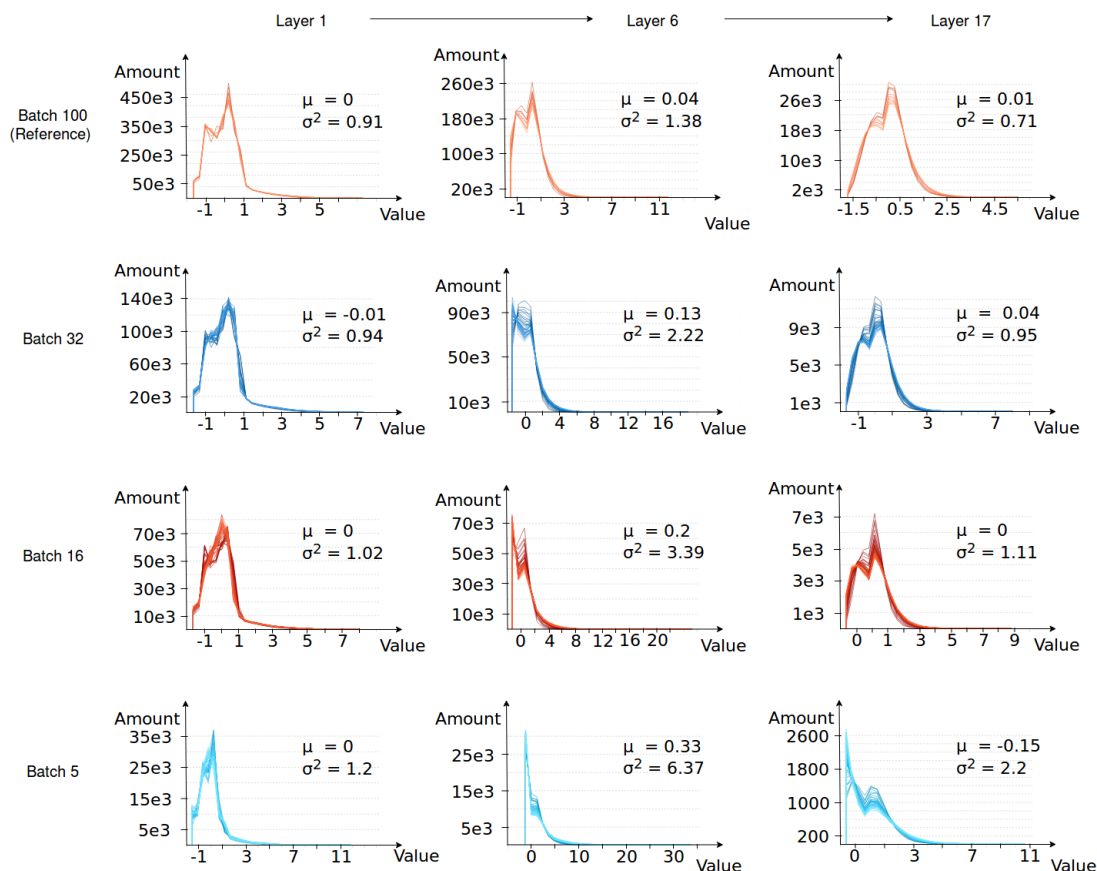 Layer 1
Layer 6
Layer 17
Batch 100
(Reference)
Amount
450e3
350e3
250e3
50e3
-1 1 3 5
Value
μ = 0
σ² = 0.91
Amount
260e3
180e3
100e3
20e3
-1 3 7 11
Value
μ = 0.04
σ² = 1.38
Amount
26e3
18e3
10e3
2e3
-1.5 0.5 2.5 4.5
Value
μ = 0.01
σ² = 0.71
Batch 32
Amount
140e3
100e3
60e3
20e3
-1 1 3 5 7
Value
μ = -0.01
σ² = 0.94
Amount
90e3
50e3
10e3
0 4 8 12 16
Value
μ = 0.13
σ² = 2.22
Amount
9e3
5e3
1e3
-1 3 7
Value
μ = 0.04
σ² = 0.95
Batch 16
Amount
70e3
50e3
30e3
10e3
-1 1 3 5 7
Value
μ = 0
σ² = 1.02
Amount
70e3
50e3
30e3
10e3
0 4 8 12 16 20
Value
μ = 0.2
σ² = 3.39
Amount
7e3
5e3
3e3
1e3
0 1 3 5 7 9
Value
μ = 0
σ² = 1.11
Batch 5
Amount
35e3
25e3
15e3
5e3
-1 3 7 11
Value
μ = 0
σ² = 1.2
Amount
25e3
15e3
5e3
0 10 20 30
Value
μ = 0.33
σ² = 6.37
Amount
2600
1800
1000
200
0 3 7 11
Value
μ = -0.15
σ² = 2.2